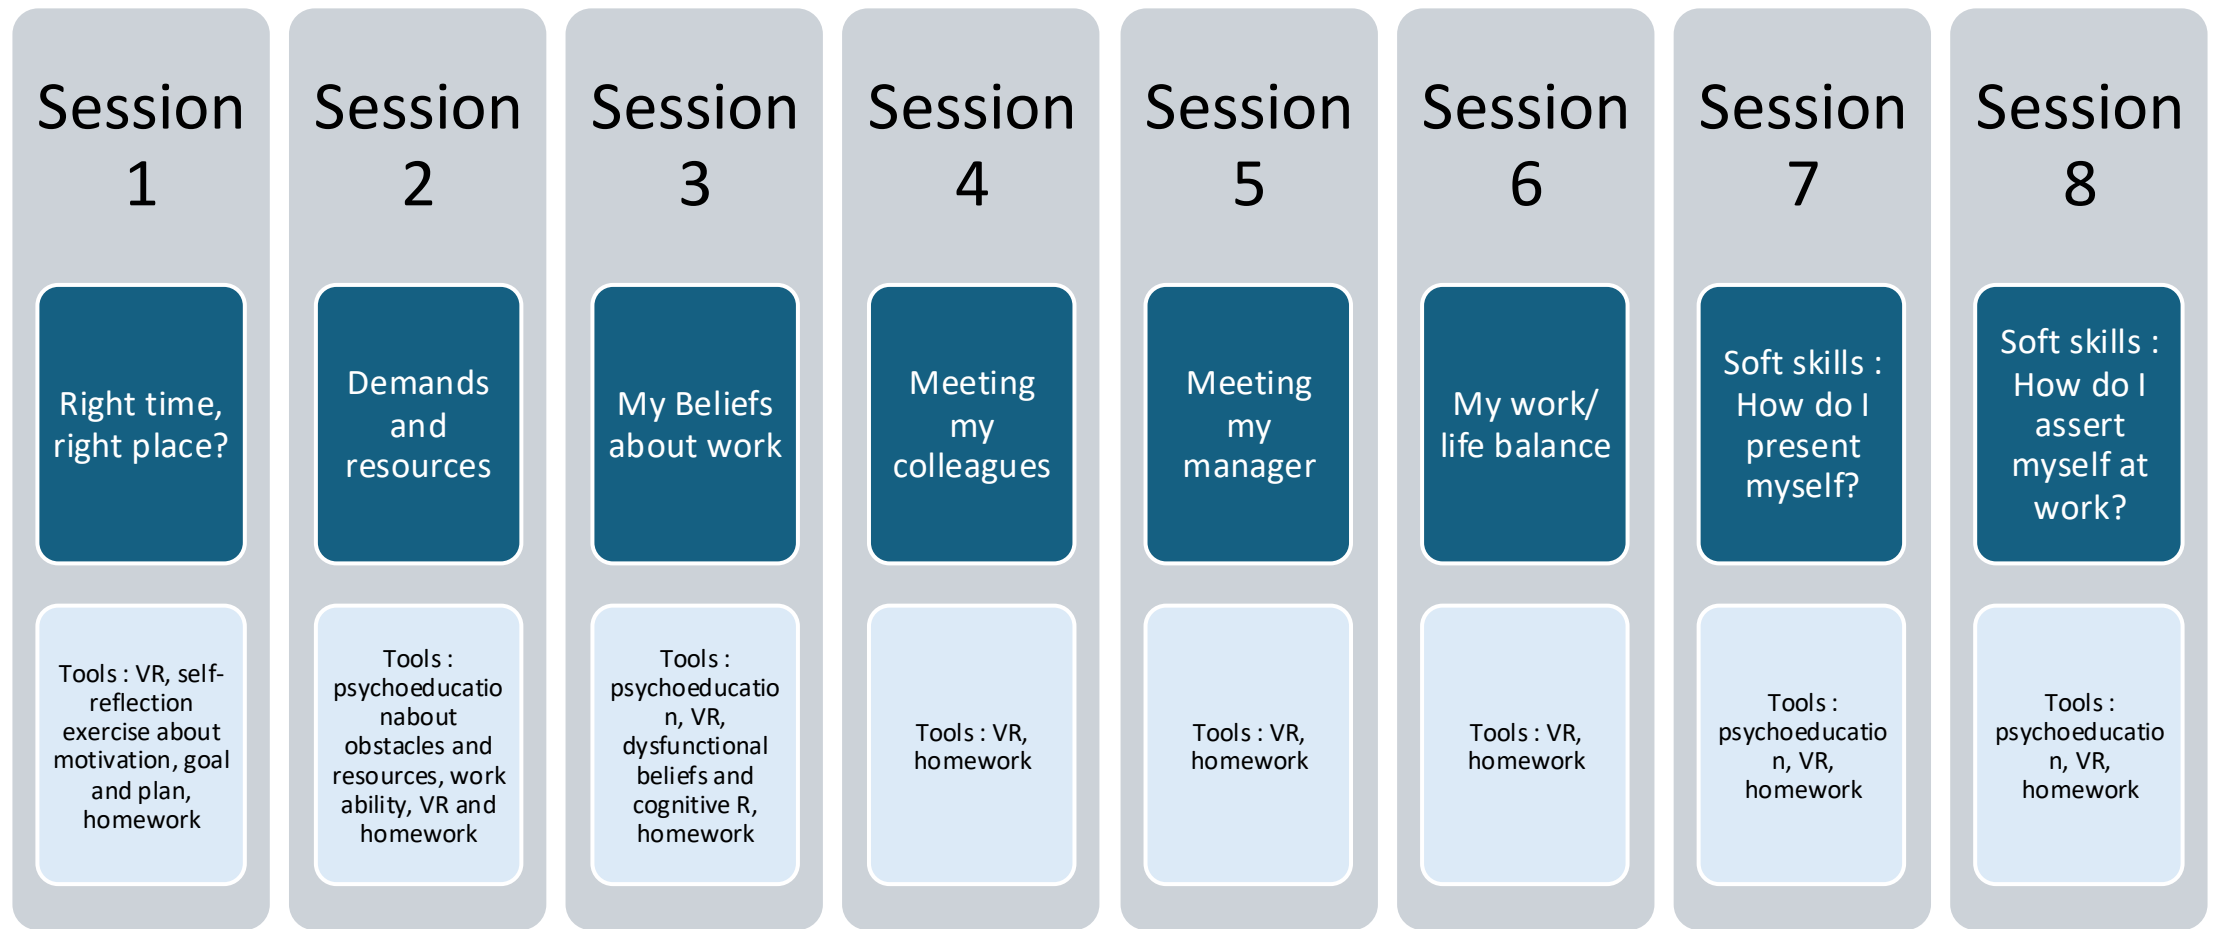 Session
1
Right time,
right place?
Tools : VR, self-
reflection
exercise about
motivation, goal
and plan,
homework
Session
2
Demands
and
resources
Tools :
psychoeducatio
nabout
obstacles and
resources, work
ability, VR and
homework
Session
3
My Beliefs
about work
Tools :
psychoeducatio
n, VR,
dysfunctional
beliefs and
cognitive R,
homework
Session
4
Meeting
my
colleagues
Tools : VR,
homework
Session
5
Meeting
my
manager
Tools : VR,
homework
Session
6
My work/
life balance
Tools : VR,
homework
Session
7
Soft skills :
How do I
present
myself?
Tools :
psychoeducatio
n, VR,
homework
Session
8
Soft skills :
How do I
assert
myself at
work?
Tools :
psychoeducatio
n, VR,
homework